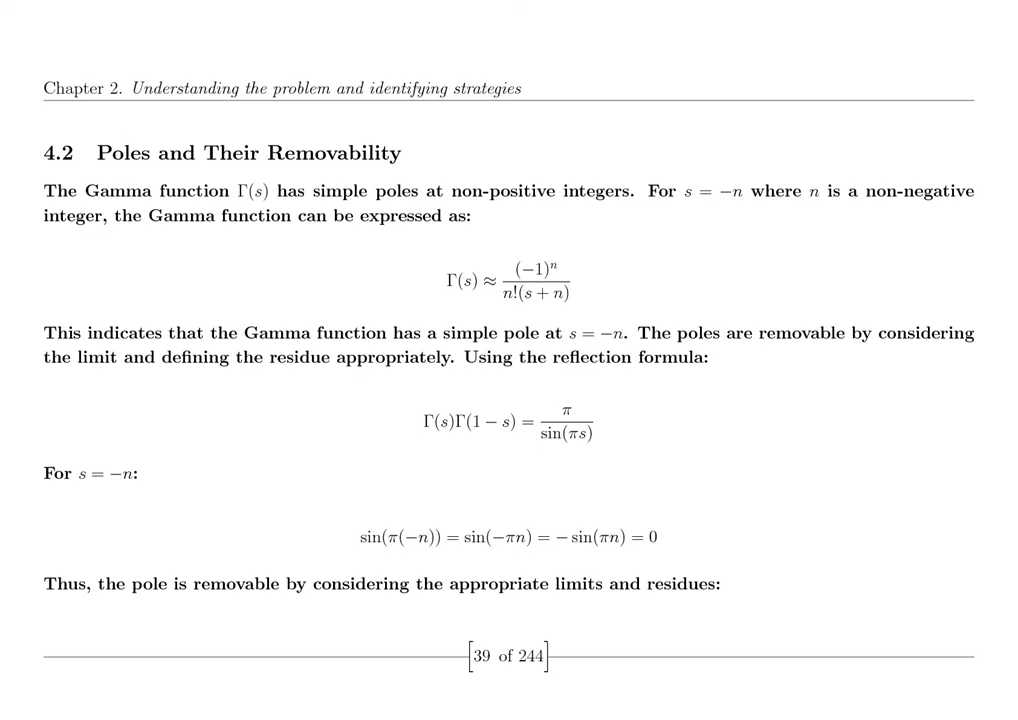 Chapter 2. Understanding the problem and identifying strategies
4.2 Poles and Their Removability
The Gamma function Γ(s) has simple poles at non-positive integers. For s = −n where n is a non-negative
integer, the Gamma function can be expressed as:
Γ(s) ≈ (−1)ⁿ / n!(s + n)
This indicates that the Gamma function has a simple pole at s = −n. The poles are removable by considering
the limit and defining the residue appropriately. Using the reflection formula:
Γ(s)Γ(1 − s) = π / sin(πs)
For s = −n:
sin(π(−n)) = sin(−πn) = − sin(πn) = 0
Thus, the pole is removable by considering the appropriate limits and residues:
[39 of 244]